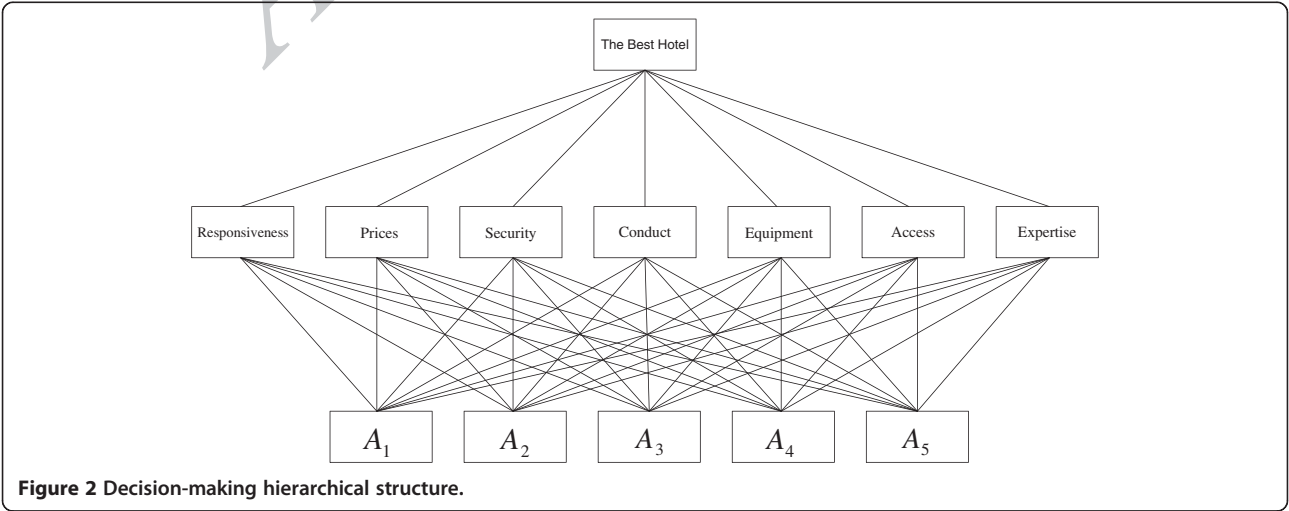 The Best Hotel
Responsiveness Prices Security Conduct Equipment Access Expertise
A₁ A₂ A₃ A₄ A₅
Figure 2 Decision-making hierarchical structure.